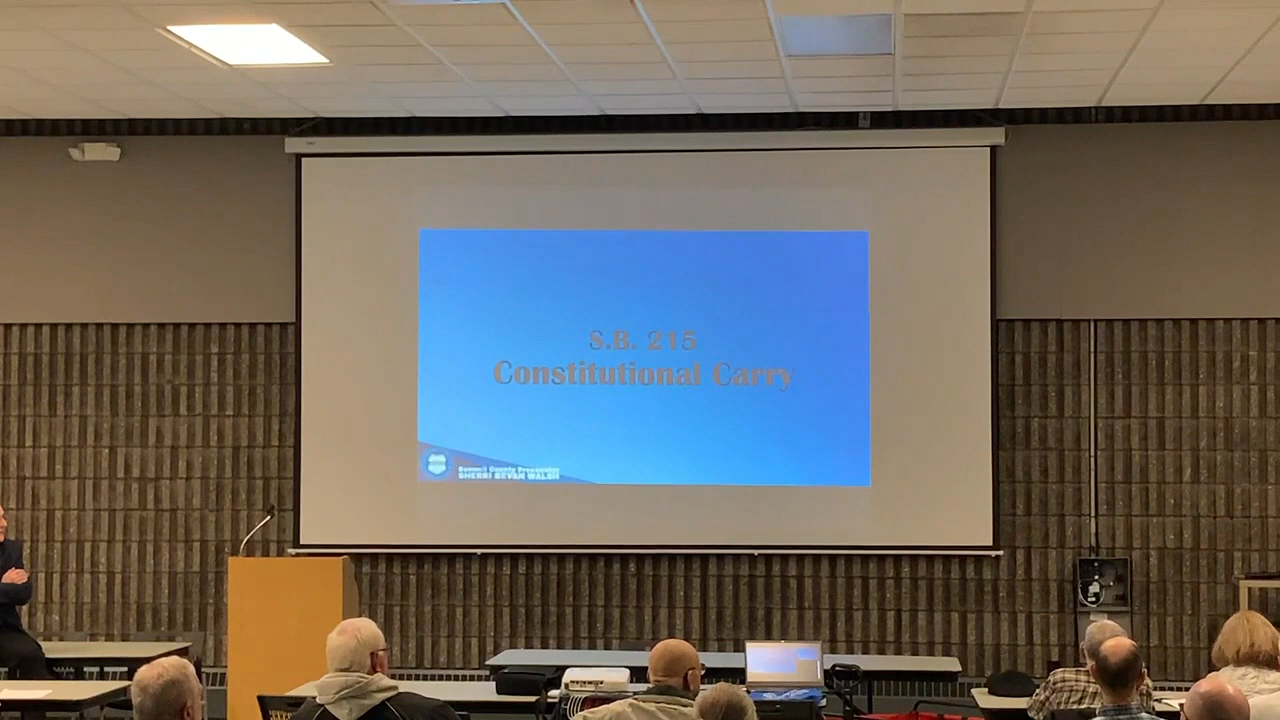 S.B. 215
Constitutional Carry
Summit County Prosecutor
SHERRI BEVAN WALSH